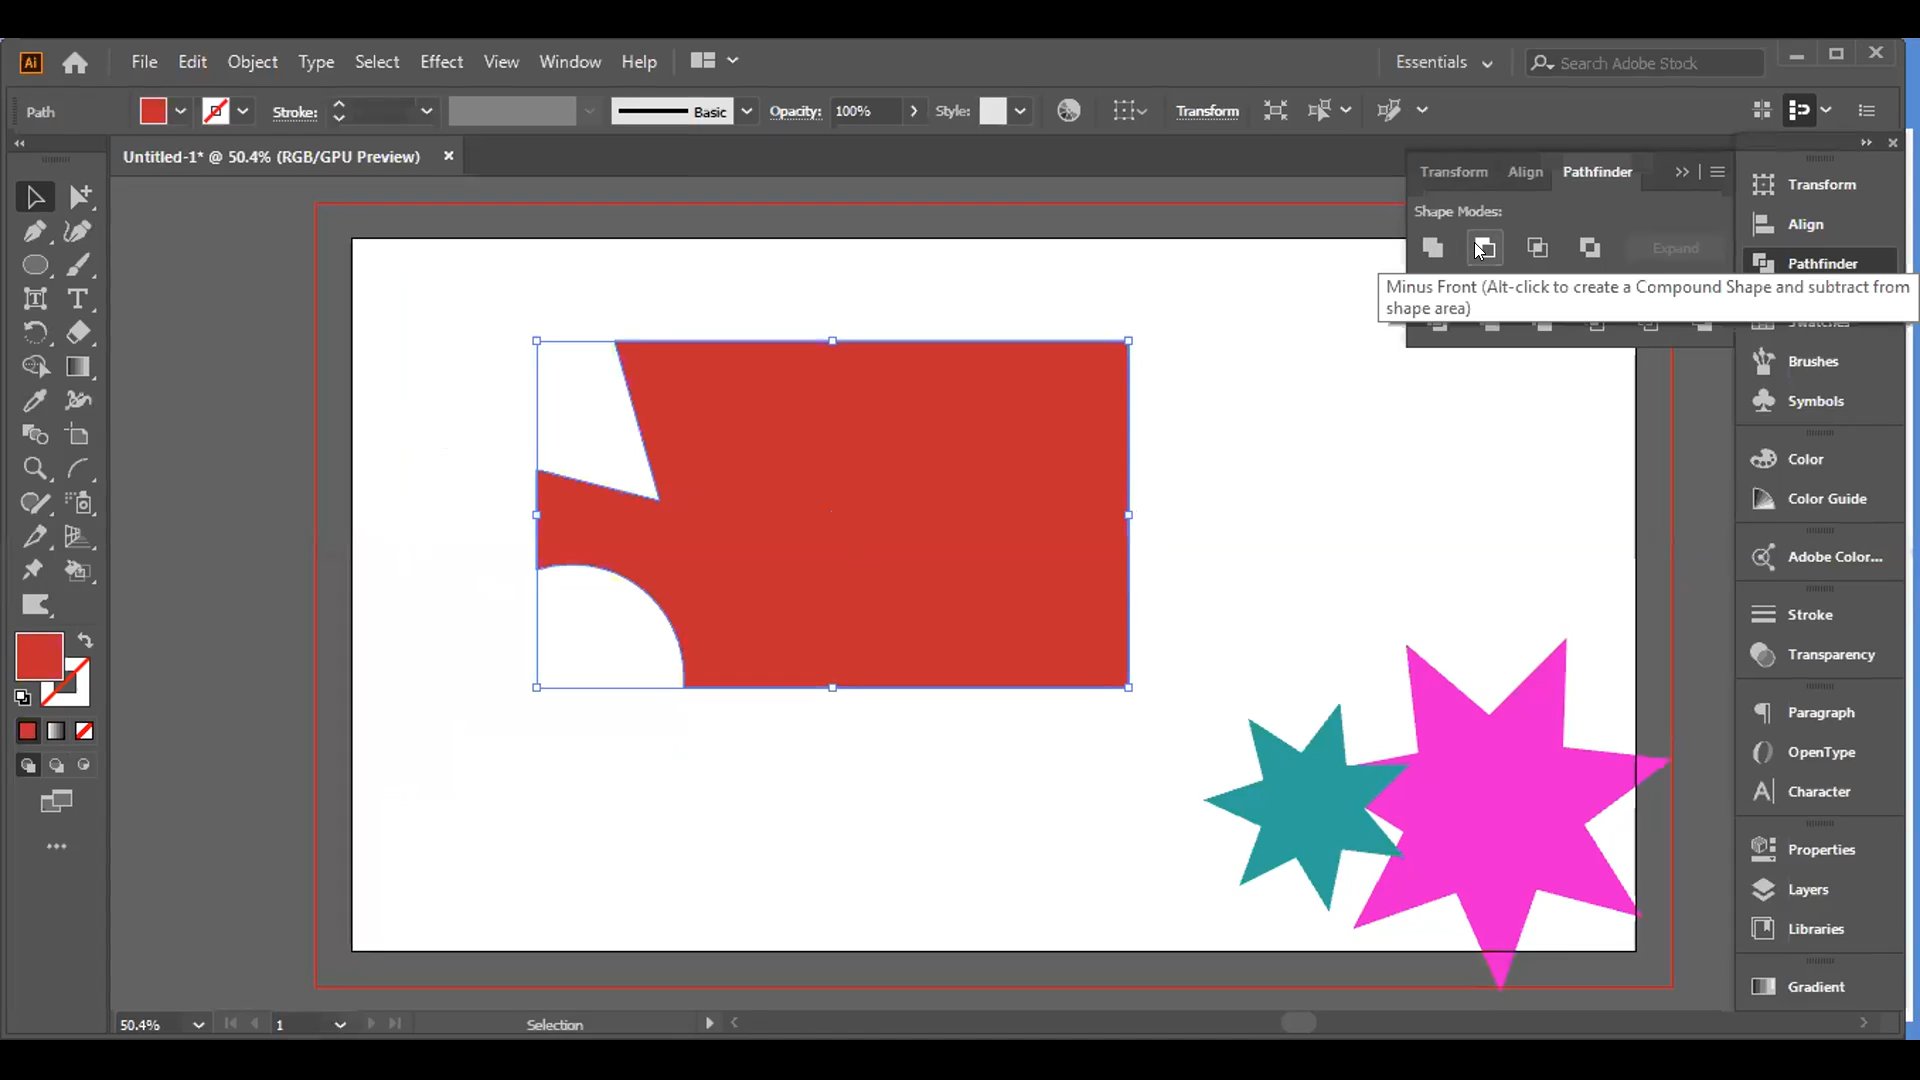 Ai File Edit Object Type Select Effect View Window Help Essentials Search Adobe Stock
Path Stroke: Basic Opacity: 100% Style: Transform
Untitled-1* @ 50.4% (RGB/GPU Preview)
Transform Align Pathfinder
Shape Modes:
Expand
Minus Front (Alt-click to create a Compound Shape and subtract from
shape area)
Transform
Align
Pathfinder
Swatches
Brushes
Symbols
Color
Color Guide
Adobe Color...
Stroke
Transparency
Paragraph
OpenType
Character
Properties
Layers
Libraries
Gradient
50.4% 1 Selection